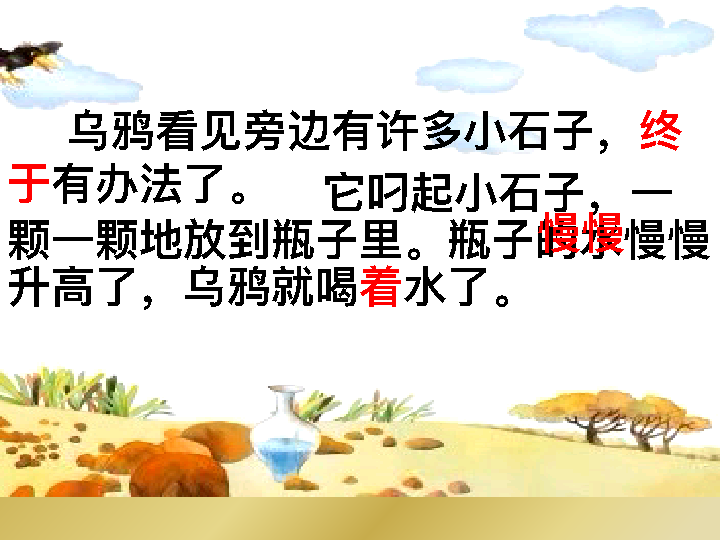 乌鸦看见旁边有许多小石子，终
于有办法了。 它叼起小石子，一
颗一颗地放到瓶子里。瓶子的水慢慢
慢慢
升高了，乌鸦就喝着水了。